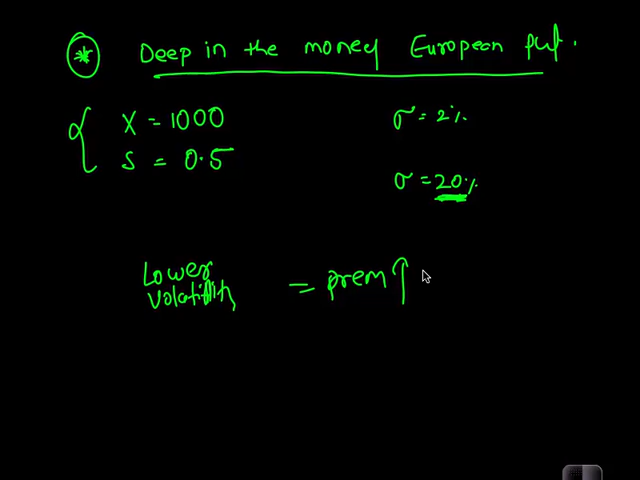 * Deep in the money European put.
X = 1000
S = 0.5
σ = 2%
σ = 20%
Lower
volatility
= prem ↑